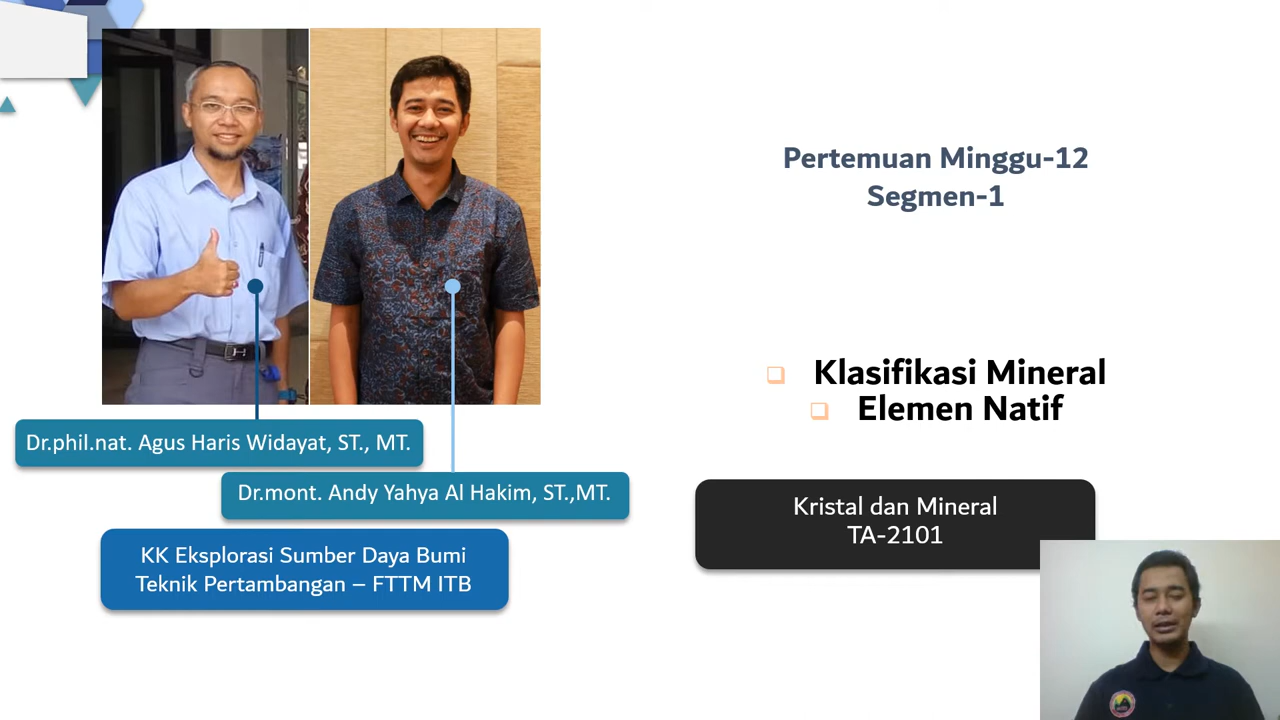 Pertemuan Minggu-12
Segmen-1
Klasifikasi Mineral
Elemen Natif
Dr.phil.nat. Agus Haris Widayat, ST., MT.
Dr.mont. Andy Yahya Al Hakim, ST.,MT.
KK Eksplorasi Sumber Daya Bumi
Teknik Pertambangan – FTTM ITB
Kristal dan Mineral
TA-2101